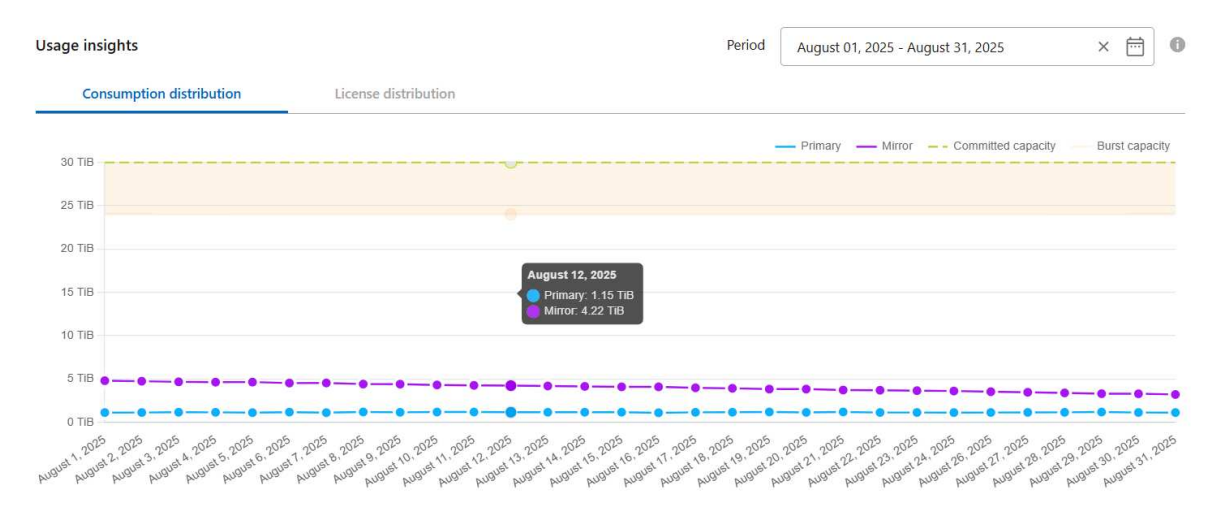 Usage insights
Period
August 01, 2025 - August 31, 2025
Consumption distribution
License distribution
Primary
Mirror
Committed capacity
Burst capacity
30 TiB
25 TiB
20 TiB
15 TiB
10 TiB
5 TiB
0 TiB
August 12, 2025
Primary: 1.15 TiB
Mirror: 4.22 TiB
August 1, 2025
August 2, 2025
August 3, 2025
August 4, 2025
August 5, 2025
August 6, 2025
August 7, 2025
August 8, 2025
August 9, 2025
August 10, 2025
August 11, 2025
August 12, 2025
August 13, 2025
August 14, 2025
August 15, 2025
August 16, 2025
August 17, 2025
August 18, 2025
August 19, 2025
August 20, 2025
August 21, 2025
August 22, 2025
August 23, 2025
August 24, 2025
August 26, 2025
August 27, 2025
August 28, 2025
August 29, 2025
August 30, 2025
August 31, 2025